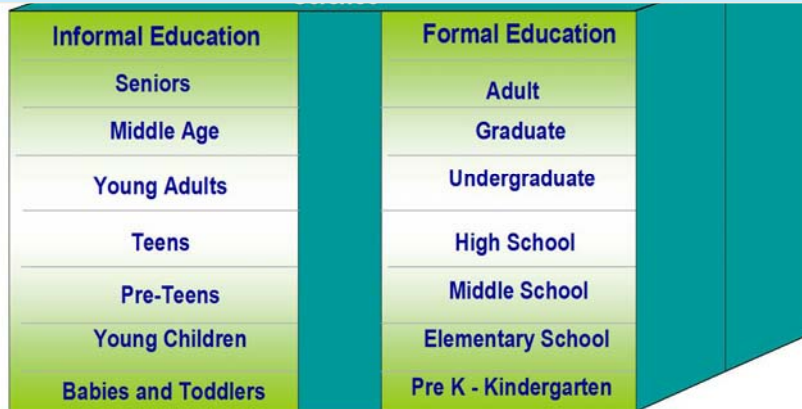 Informal Education
Seniors
Middle Age
Young Adults
Teens
Pre-Teens
Young Children
Babies and Toddlers
Formal Education
Adult
Graduate
Undergraduate
High School
Middle School
Elementary School
Pre K - Kindergarten